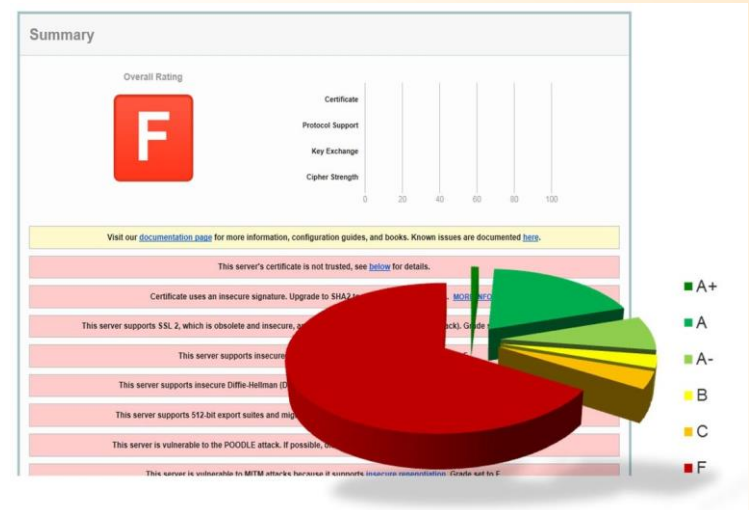 Summary
Overall Rating
F
Certificate
Protocol Support
Key Exchange
Cipher Strength
0 20 40 60 80 100
Visit our documentation page for more information, configuration guides, and books. Known issues are documented here.
This server's certificate is not trusted, see below for details.
Certificate uses an insecure signature. Upgrade to SHA2 MORE INFO
This server supports SSL 2, which is obsolete and insecure,
This server supports insecure
This server supports insecure Diffie-Hellman
This server supports 512-bit export suites and
This server is vulnerable to the POODLE attack. If possible,
This server is vulnerable to MITM attacks because it supports insecure renegotiation. Grade set to F.
A+
A
A-
B
C
F